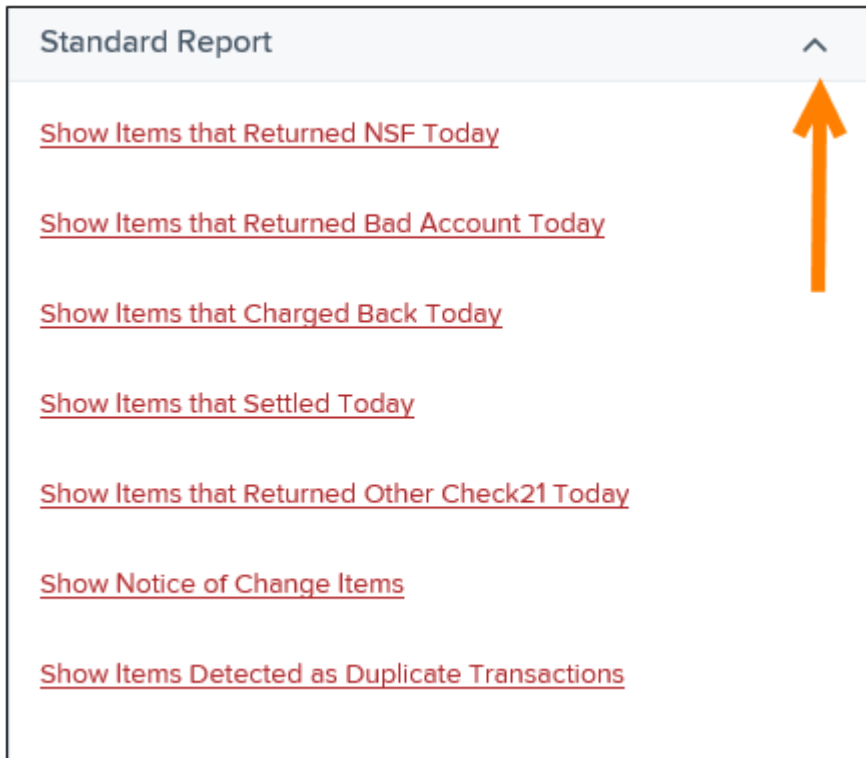 Standard Report
Show Items that Returned NSF Today
Show Items that Returned Bad Account Today
Show Items that Charged Back Today
Show Items that Settled Today
Show Items that Returned Other Check21 Today
Show Notice of Change Items
Show Items Detected as Duplicate Transactions